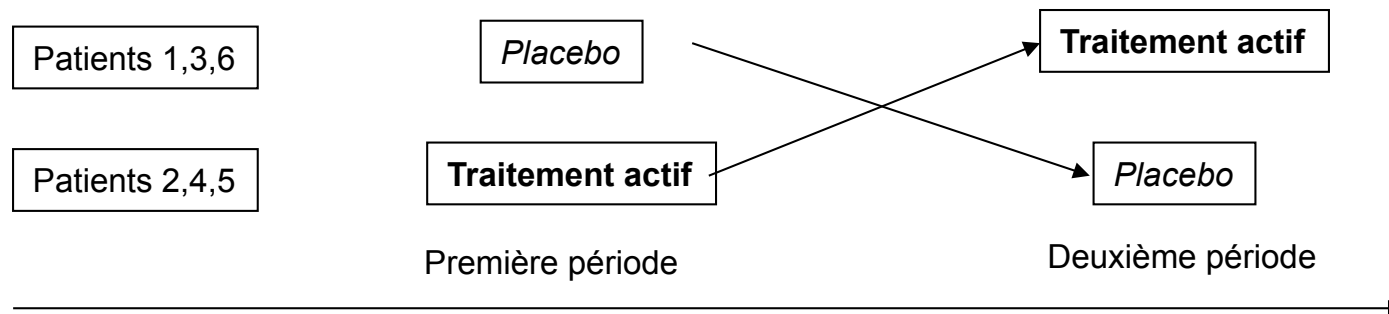 Patients 1,3,6
Placebo
Traitement actif
Patients 2,4,5
Traitement actif
Placebo
Première période
Deuxième période